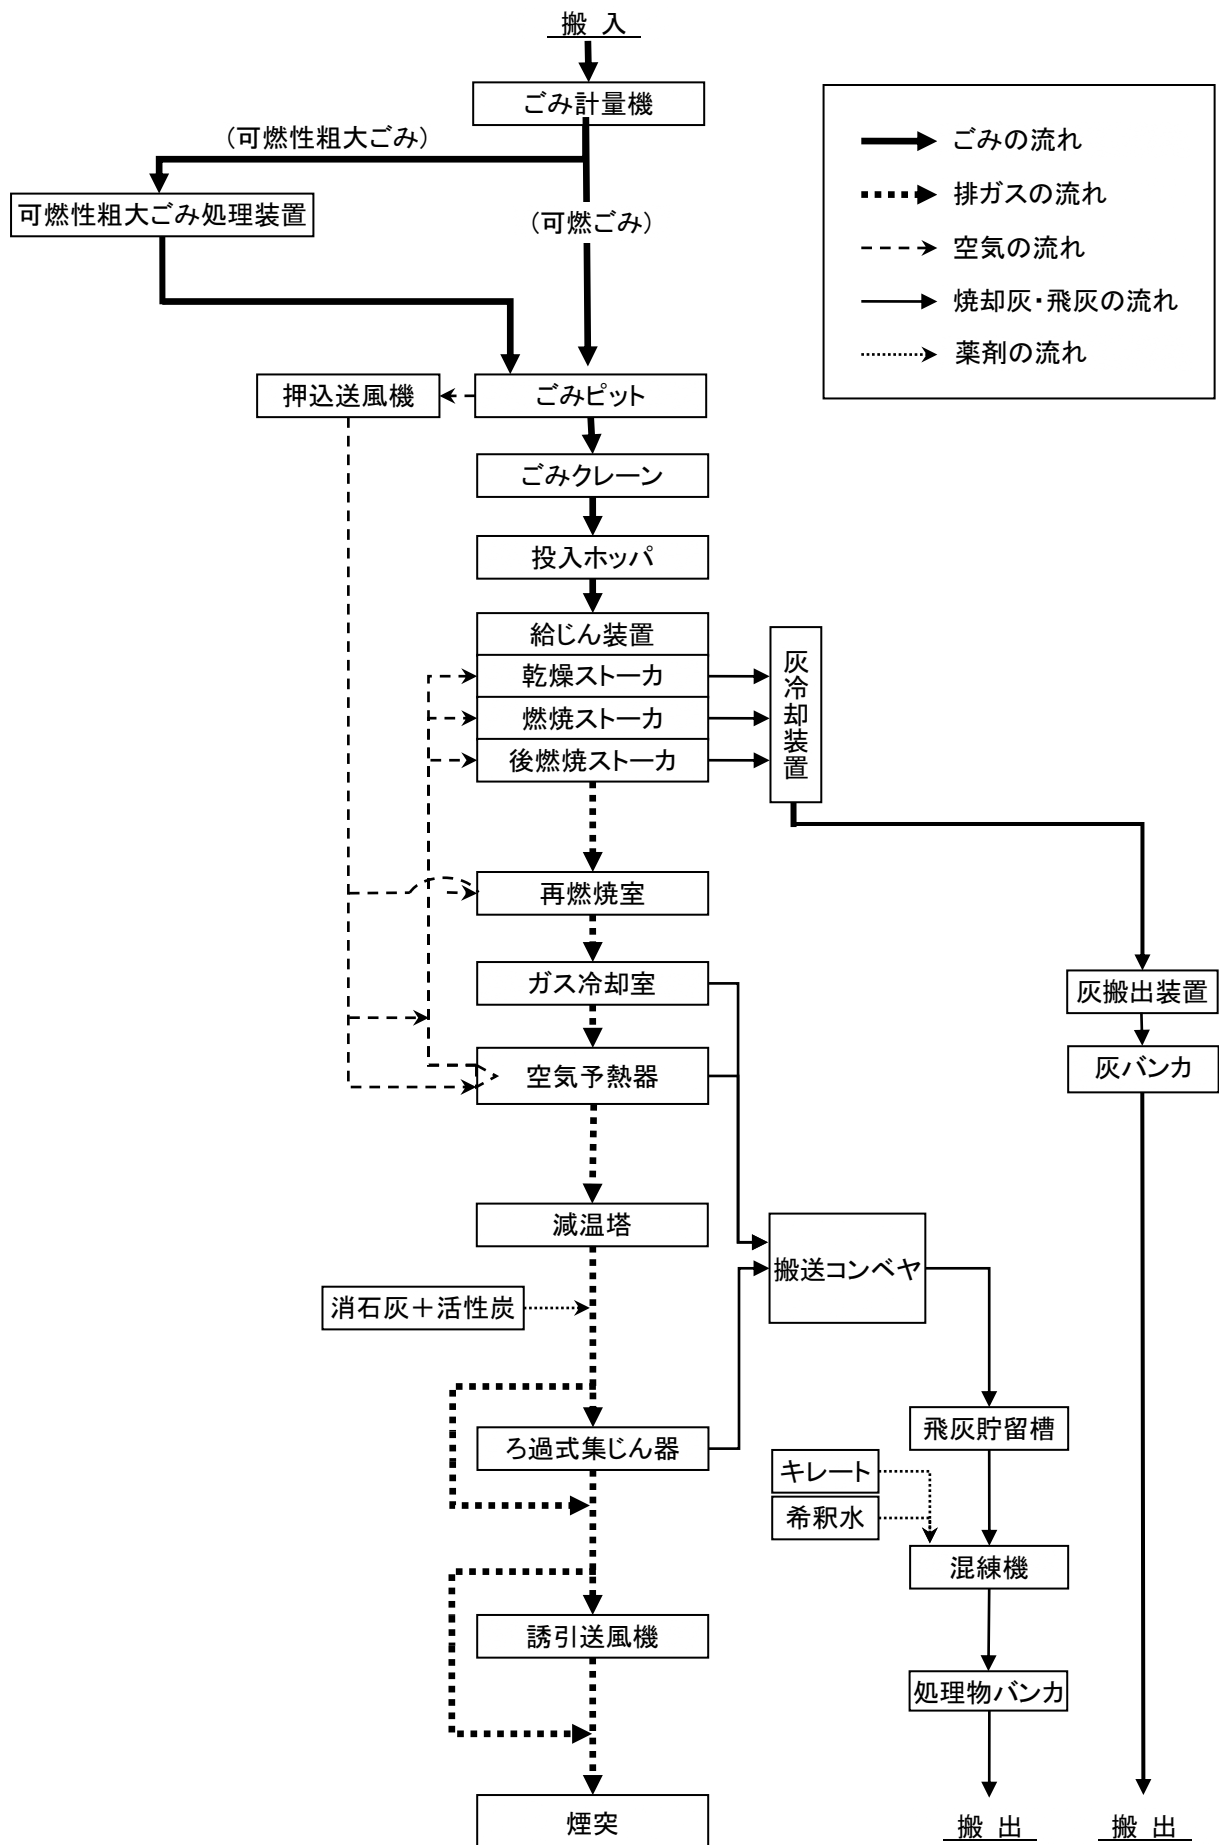 搬 入
ごみ計量機
（可燃性粗大ごみ）
可燃性粗大ごみ処理装置
（可燃ごみ）
ごみの流れ
排ガスの流れ
空気の流れ
焼却灰・飛灰の流れ
薬剤の流れ
押込送風機
ごみピット
ごみクレーン
投入ホッパ
給じん装置
乾燥ストーカ
燃焼ストーカ
後燃焼ストーカ
灰冷却装置
再燃焼室
ガス冷却室
空気予熱器
灰搬出装置
灰バンカ
減温塔
消石灰＋活性炭
搬送コンベヤ
ろ過式集じん器
飛灰貯留槽
キレート
希釈水
混練機
誘引送風機
処理物バンカ
煙突
搬 出
搬 出